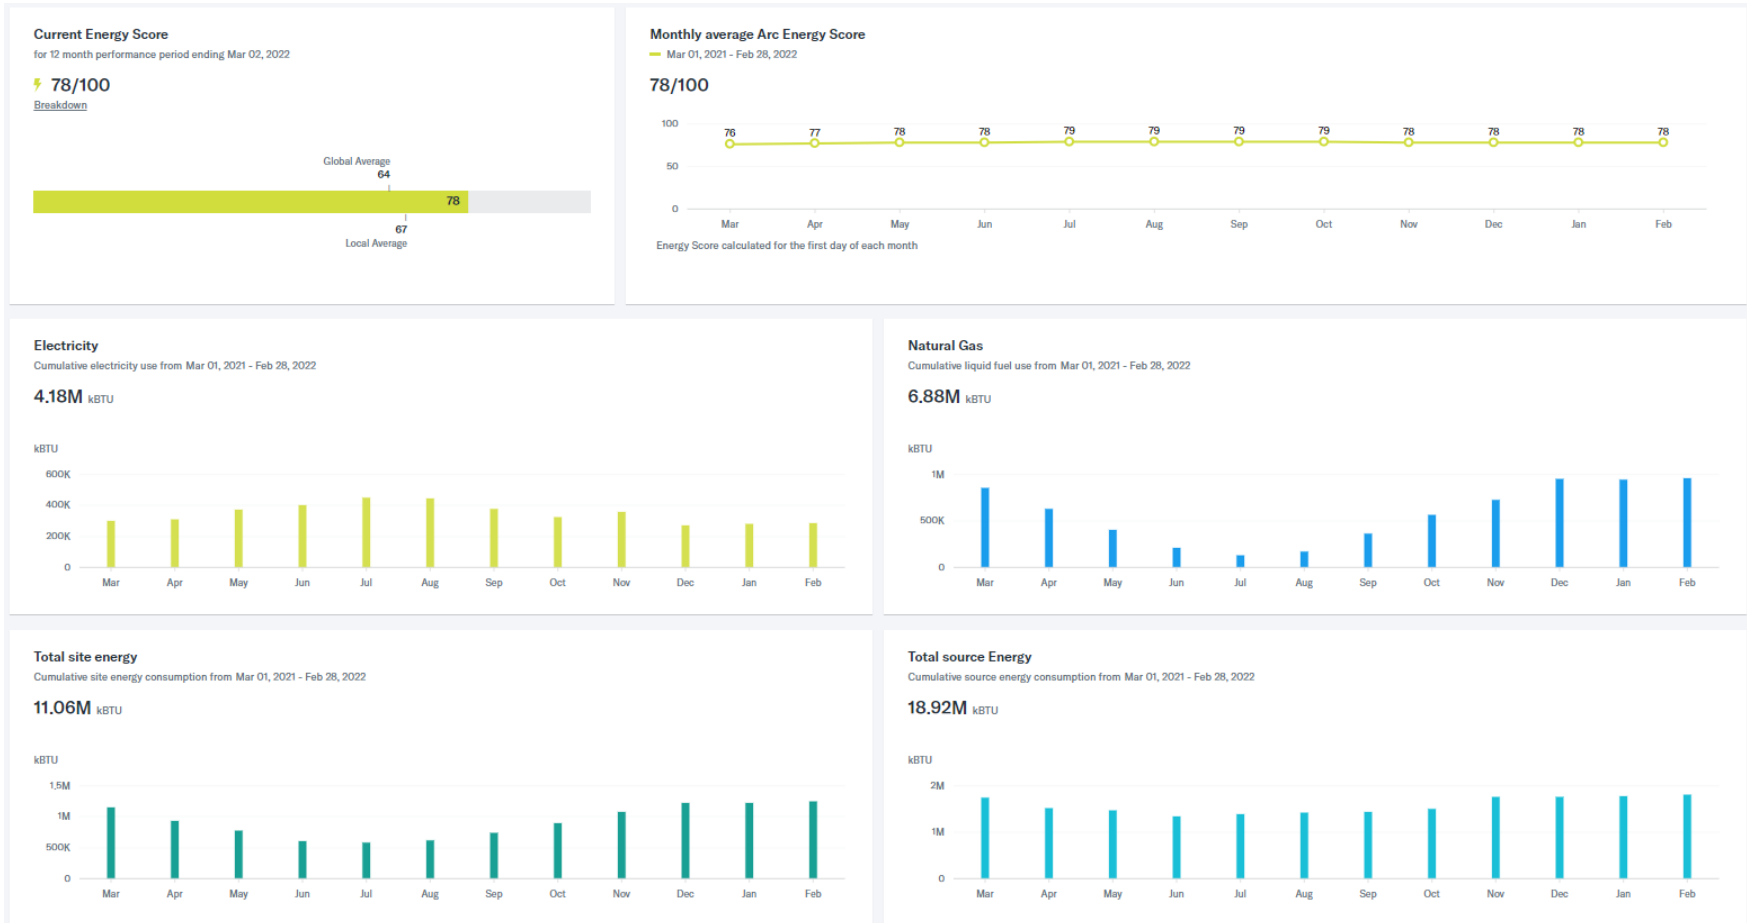 Current Energy Score
for 12 month performance period ending Mar 02, 2022
78/100
Breakdown
Global Average
64
78
67
Local Average
Monthly average Arc Energy Score
Mar 01, 2021 - Feb 28, 2022
78/100
100
50
0
76 77 78 78 79 79 79 79 78 78 78 78
Mar Apr May Jun Jul Aug Sep Oct Nov Dec Jan Feb
Energy Score calculated for the first day of each month
Electricity
Cumulative electricity use from Mar 01, 2021 - Feb 28, 2022
4.18M kBTU
kBTU
600K
400K
200K
0
Mar Apr May Jun Jul Aug Sep Oct Nov Dec Jan Feb
Natural Gas
Cumulative liquid fuel use from Mar 01, 2021 - Feb 28, 2022
6.88M kBTU
kBTU
1M
500K
0
Mar Apr May Jun Jul Aug Sep Oct Nov Dec Jan Feb
Total site energy
Cumulative site energy consumption from Mar 01, 2021 - Feb 28, 2022
11.06M kBTU
kBTU
1,5M
1M
500K
0
Mar Apr May Jun Jul Aug Sep Oct Nov Dec Jan Feb
Total source Energy
Cumulative source energy consumption from Mar 01, 2021 - Feb 28, 2022
18.92M kBTU
kBTU
2M
1M
0
Mar Apr May Jun Jul Aug Sep Oct Nov Dec Jan Feb